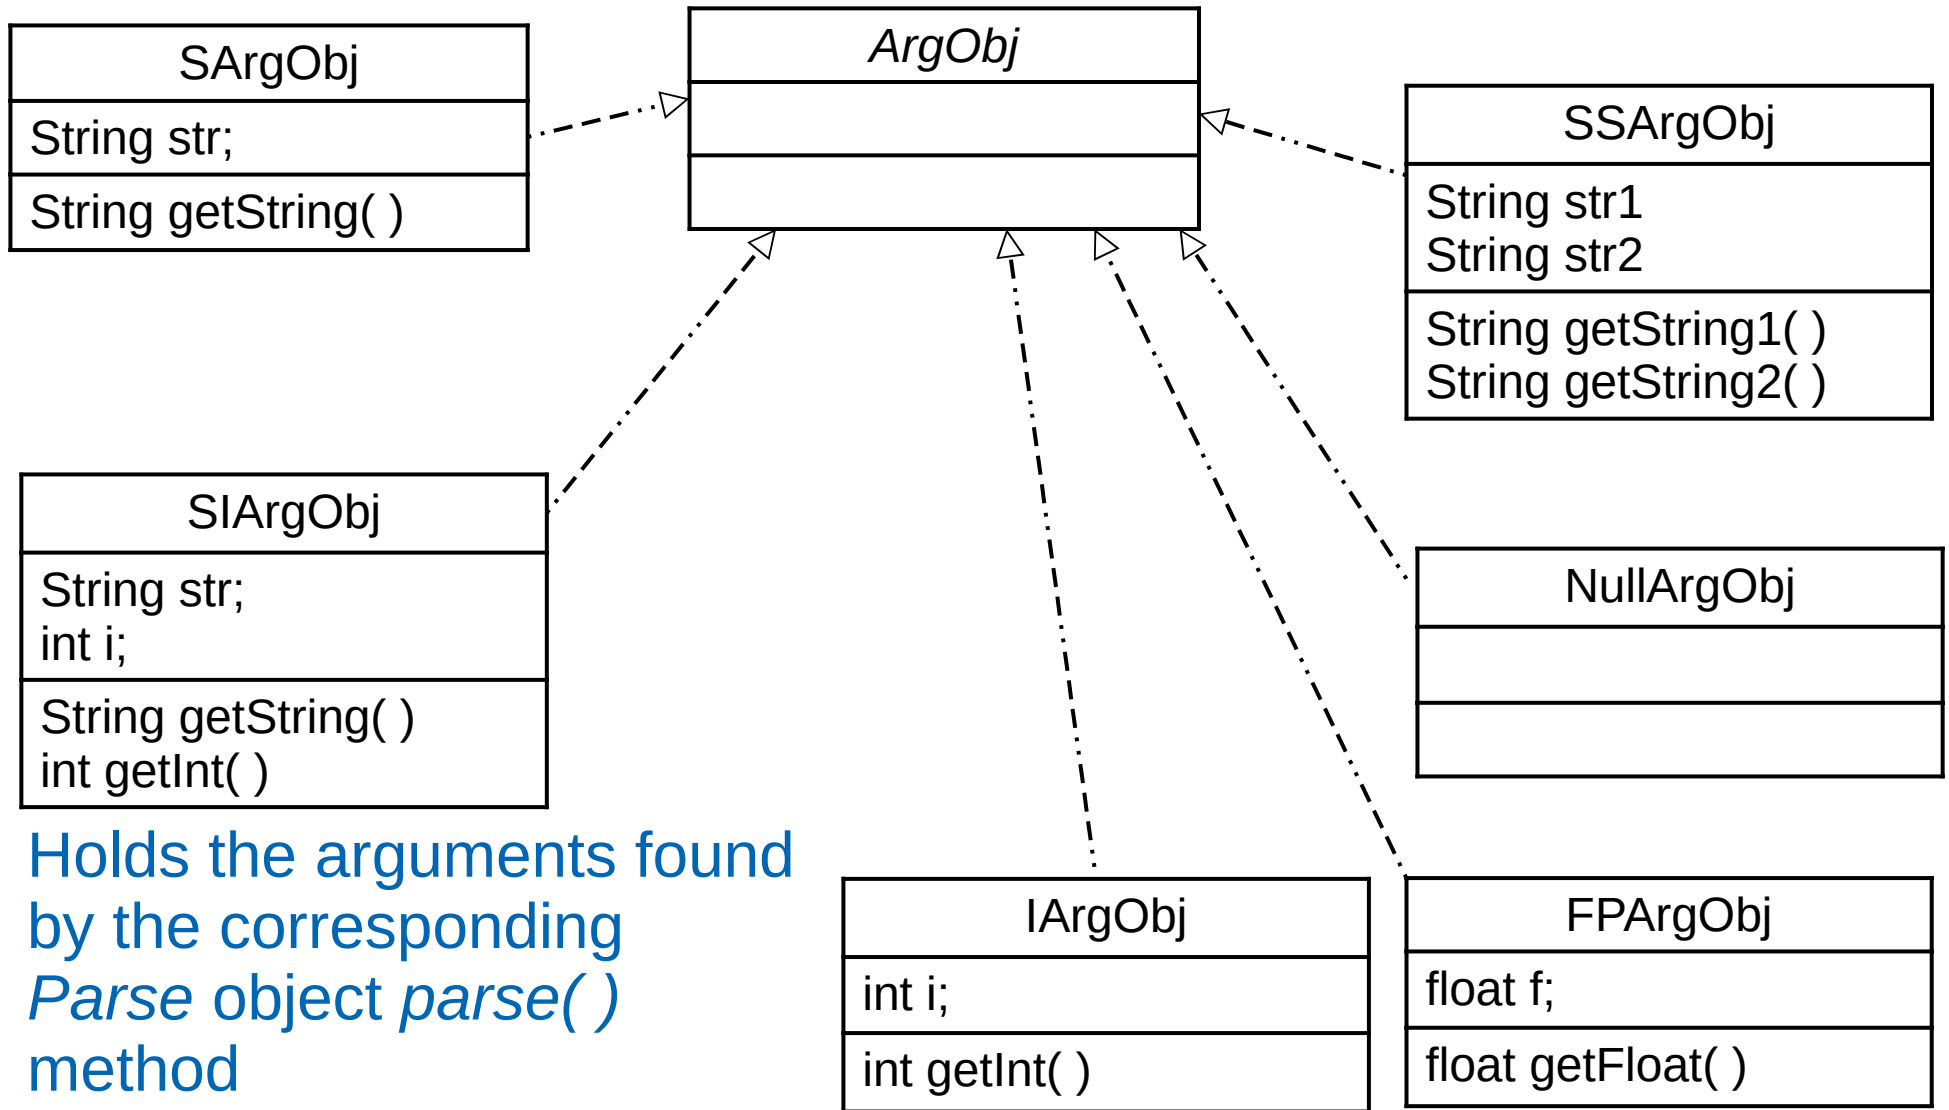 SArgObj
String str;
String getString( )
ArgObj
SSArgObj
String str1
String str2
String getString1( )
String getString2( )
SIArgObj
String str;
int i;
String getString( )
int getInt( )
NullArgObj
Holds the arguments found
by the corresponding
Parse object parse( )
method
IArgObj
int i;
int getInt( )
FPArgObj
float f;
float getFloat( )